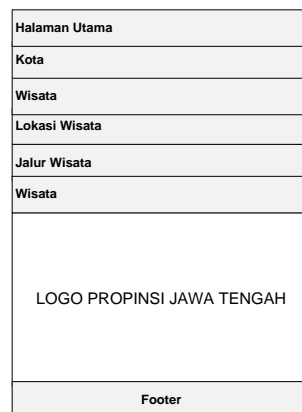 Halaman Utama
Kota
Wisata
Lokasi Wisata
Jalur Wisata
Wisata
LOGO PROPINSI JAWA TENGAH
Footer